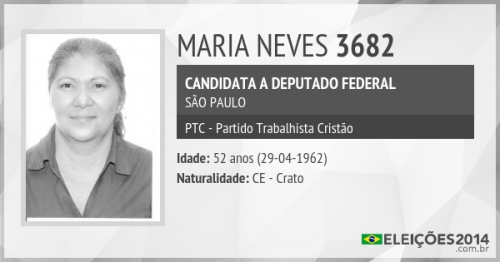 MARIA NEVES 3682
CANDIDATA A DEPUTADO FEDERAL
SÃO PAULO
PTC - Partido Trabalhista Cristão
Idade: 52 anos (29-04-1962)
Naturalidade: CE - Crato
ELEIÇÕES2014
.com.br